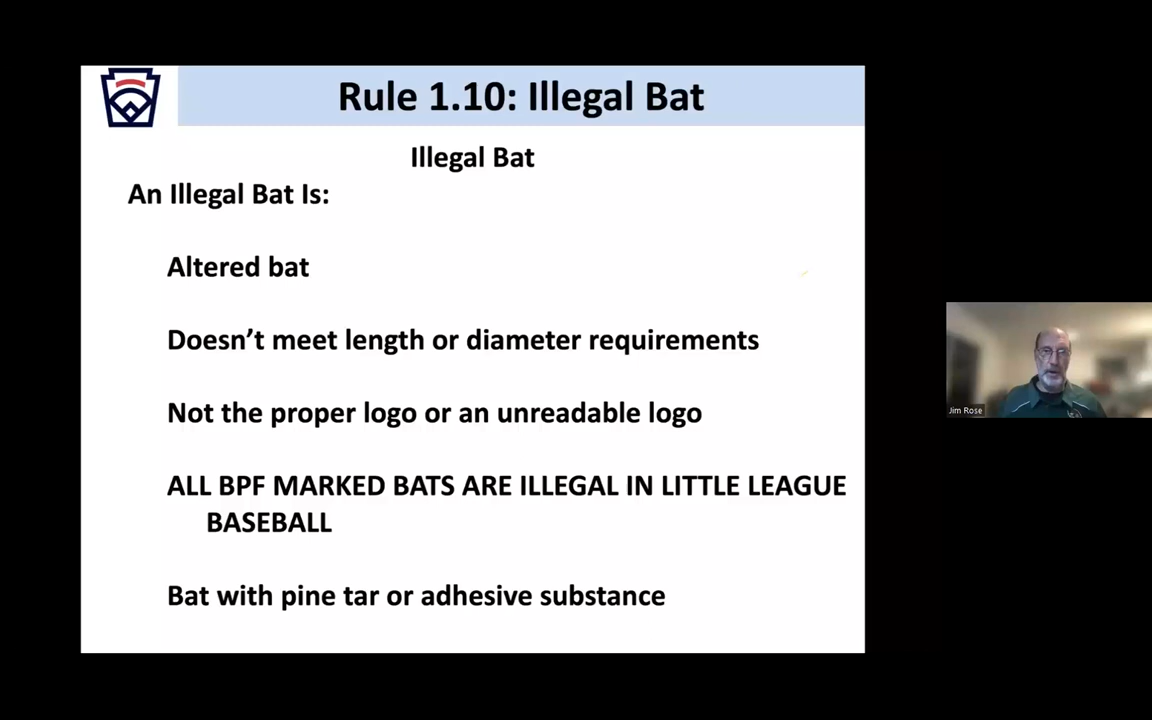 Rule 1.10: Illegal Bat
Illegal Bat
An Illegal Bat Is:
Altered bat
Doesn’t meet length or diameter requirements
Not the proper logo or an unreadable logo
ALL BPF MARKED BATS ARE ILLEGAL IN LITTLE LEAGUE
BASEBALL
Bat with pine tar or adhesive substance
Jim Rose